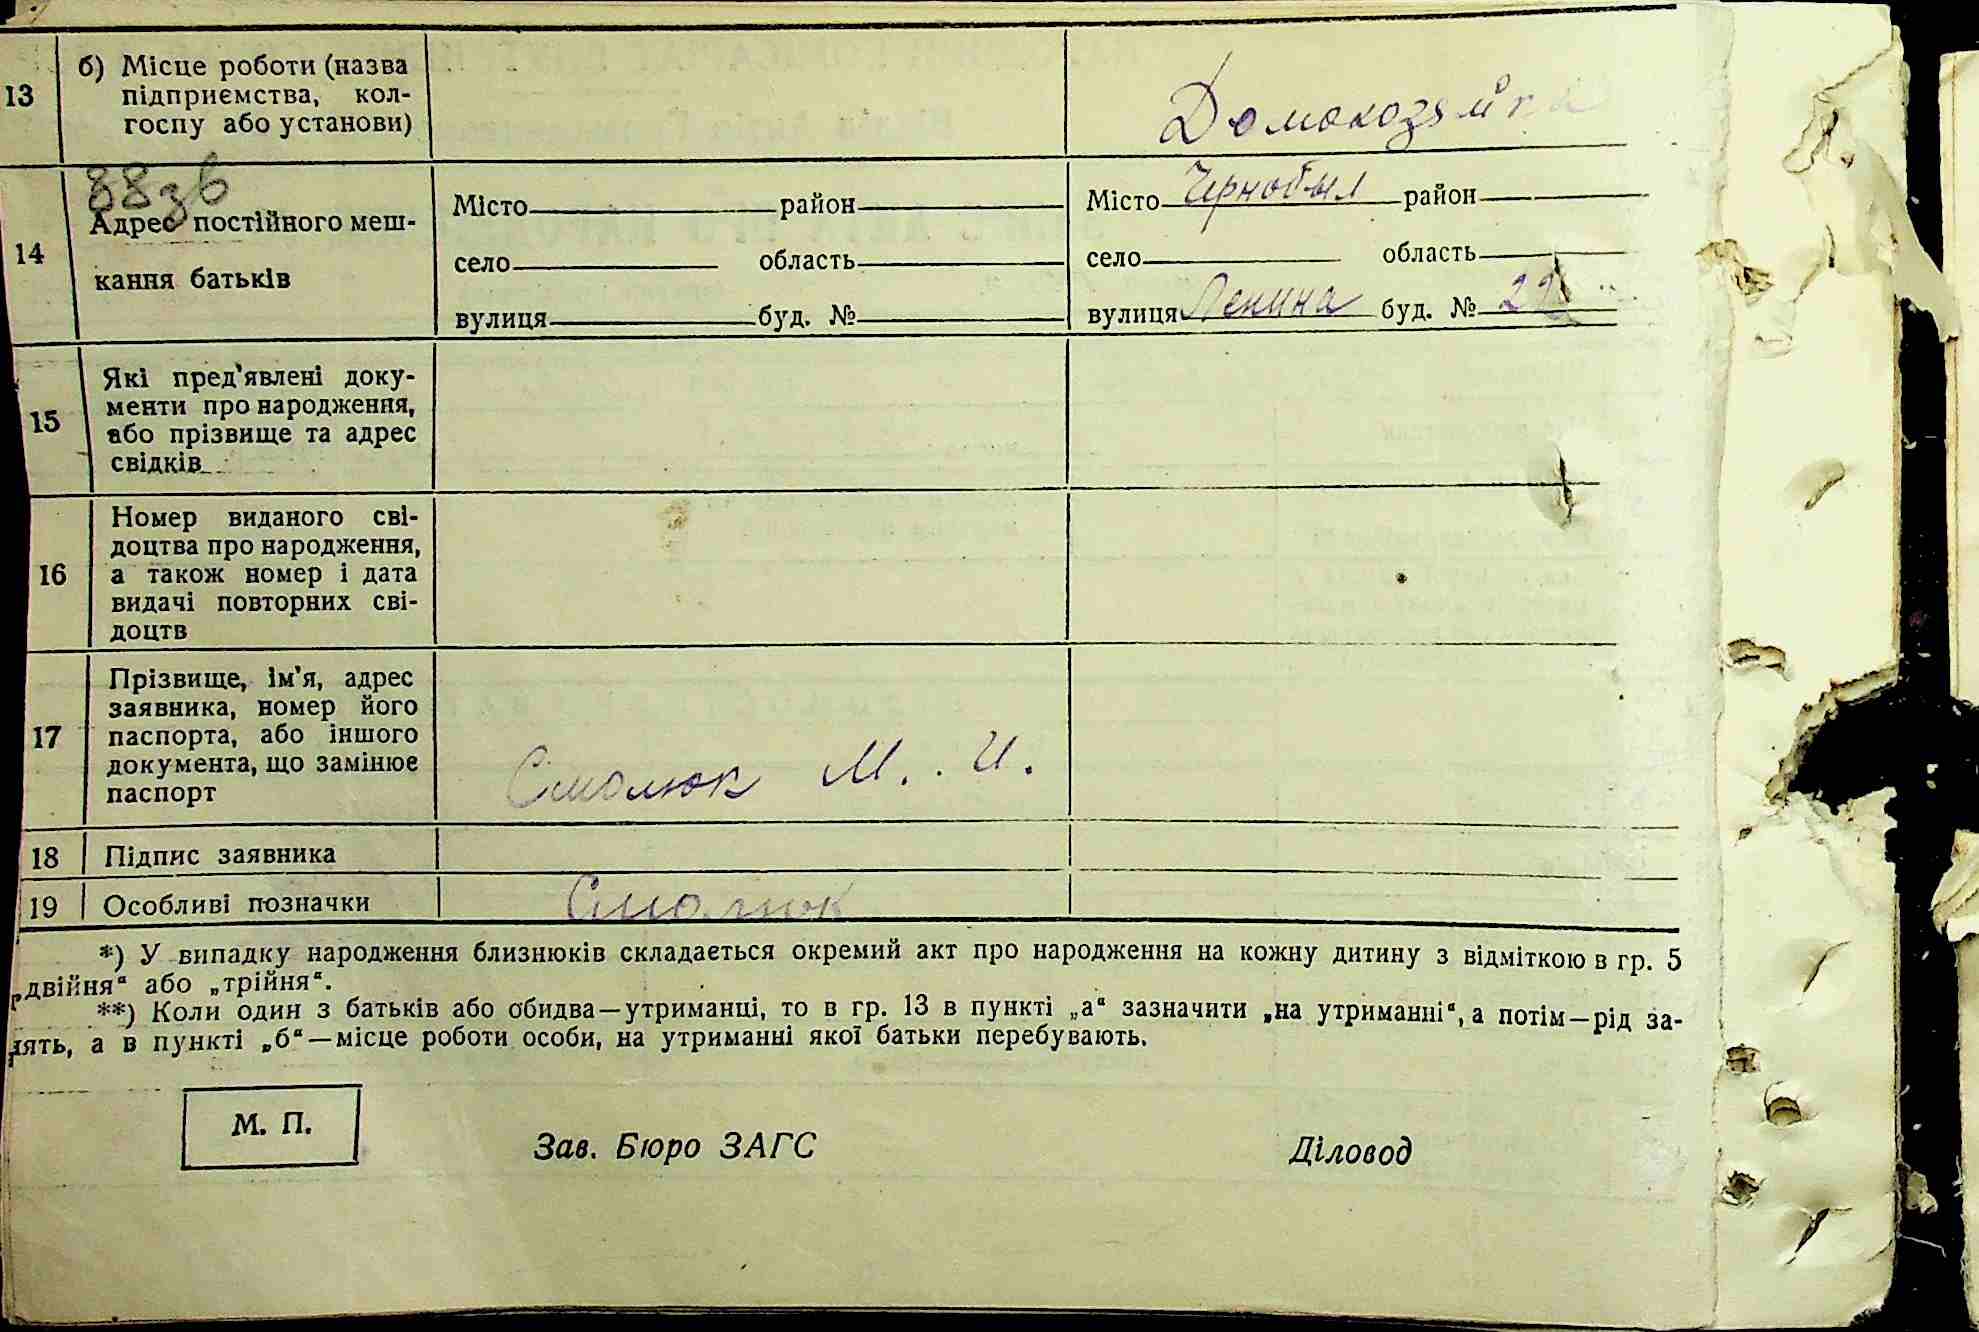 13
б) Місце роботи (назва
підприємства, кол-
госпу або установи)
Домохозяйка
88зв
14
Адрес постійного меш-
кання батьків
Місто район
село область
вулиця буд. №
Місто Чернобыл район
село область
вулиця Ленина буд. № 22
15
Які пред'явлені доку-
менти про народження,
або прізвище та адрес
свідків
16
Номер виданого сві-
доцтва про народження,
а також номер і дата
видачі повторних сві-
доцтв
17
Прізвище, ім'я, адрес
заявника, номер його
паспорта, або іншого
документа, що замінює
паспорт
Смолюк М. И.
18 Підпис заявника
19 Особливі позначки
Смолюк
*) У випадку народження близнюків складається окремий акт про народження на кожну дитину з відміткою в гр. 5
„двійня“ або „трійня“.
**) Коли один з батьків або обидва—утриманці, то в гр. 13 в пункті „а“ зазначити „на утриманні“, а потім—рід за-
нять, а в пункті „б“—місце роботи особи, на утриманні якої батьки перебувають.
М. П.
Зав. Бюро ЗАГС
Діловод